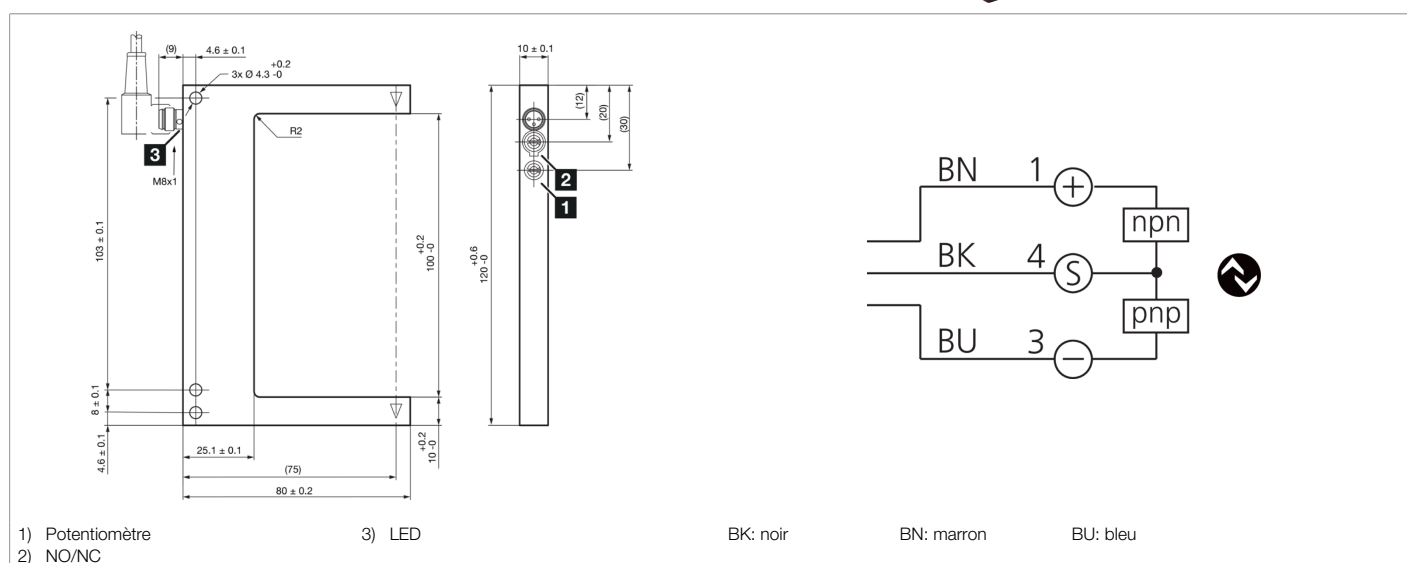 (9)
4.6 ± 0.1
+0.2
3x Ø 4.3 -0
R2
3
M8x1
103 ± 0.1
8 ± 0.1
4.6 ± 0.1
25.1 ± 0.1
(75)
80 ± 0.2
+0.2
100 -0
+0.2
10 -0
10 ± 0.1
(12)
(20)
(30)
2
1
+0.6
120 -0
BN 1 +
npn
BK 4 S
pnp
BU 3 −
1) Potentiomètre 3) LED BK: noir BN: marron BU: bleu
2) NO/NC